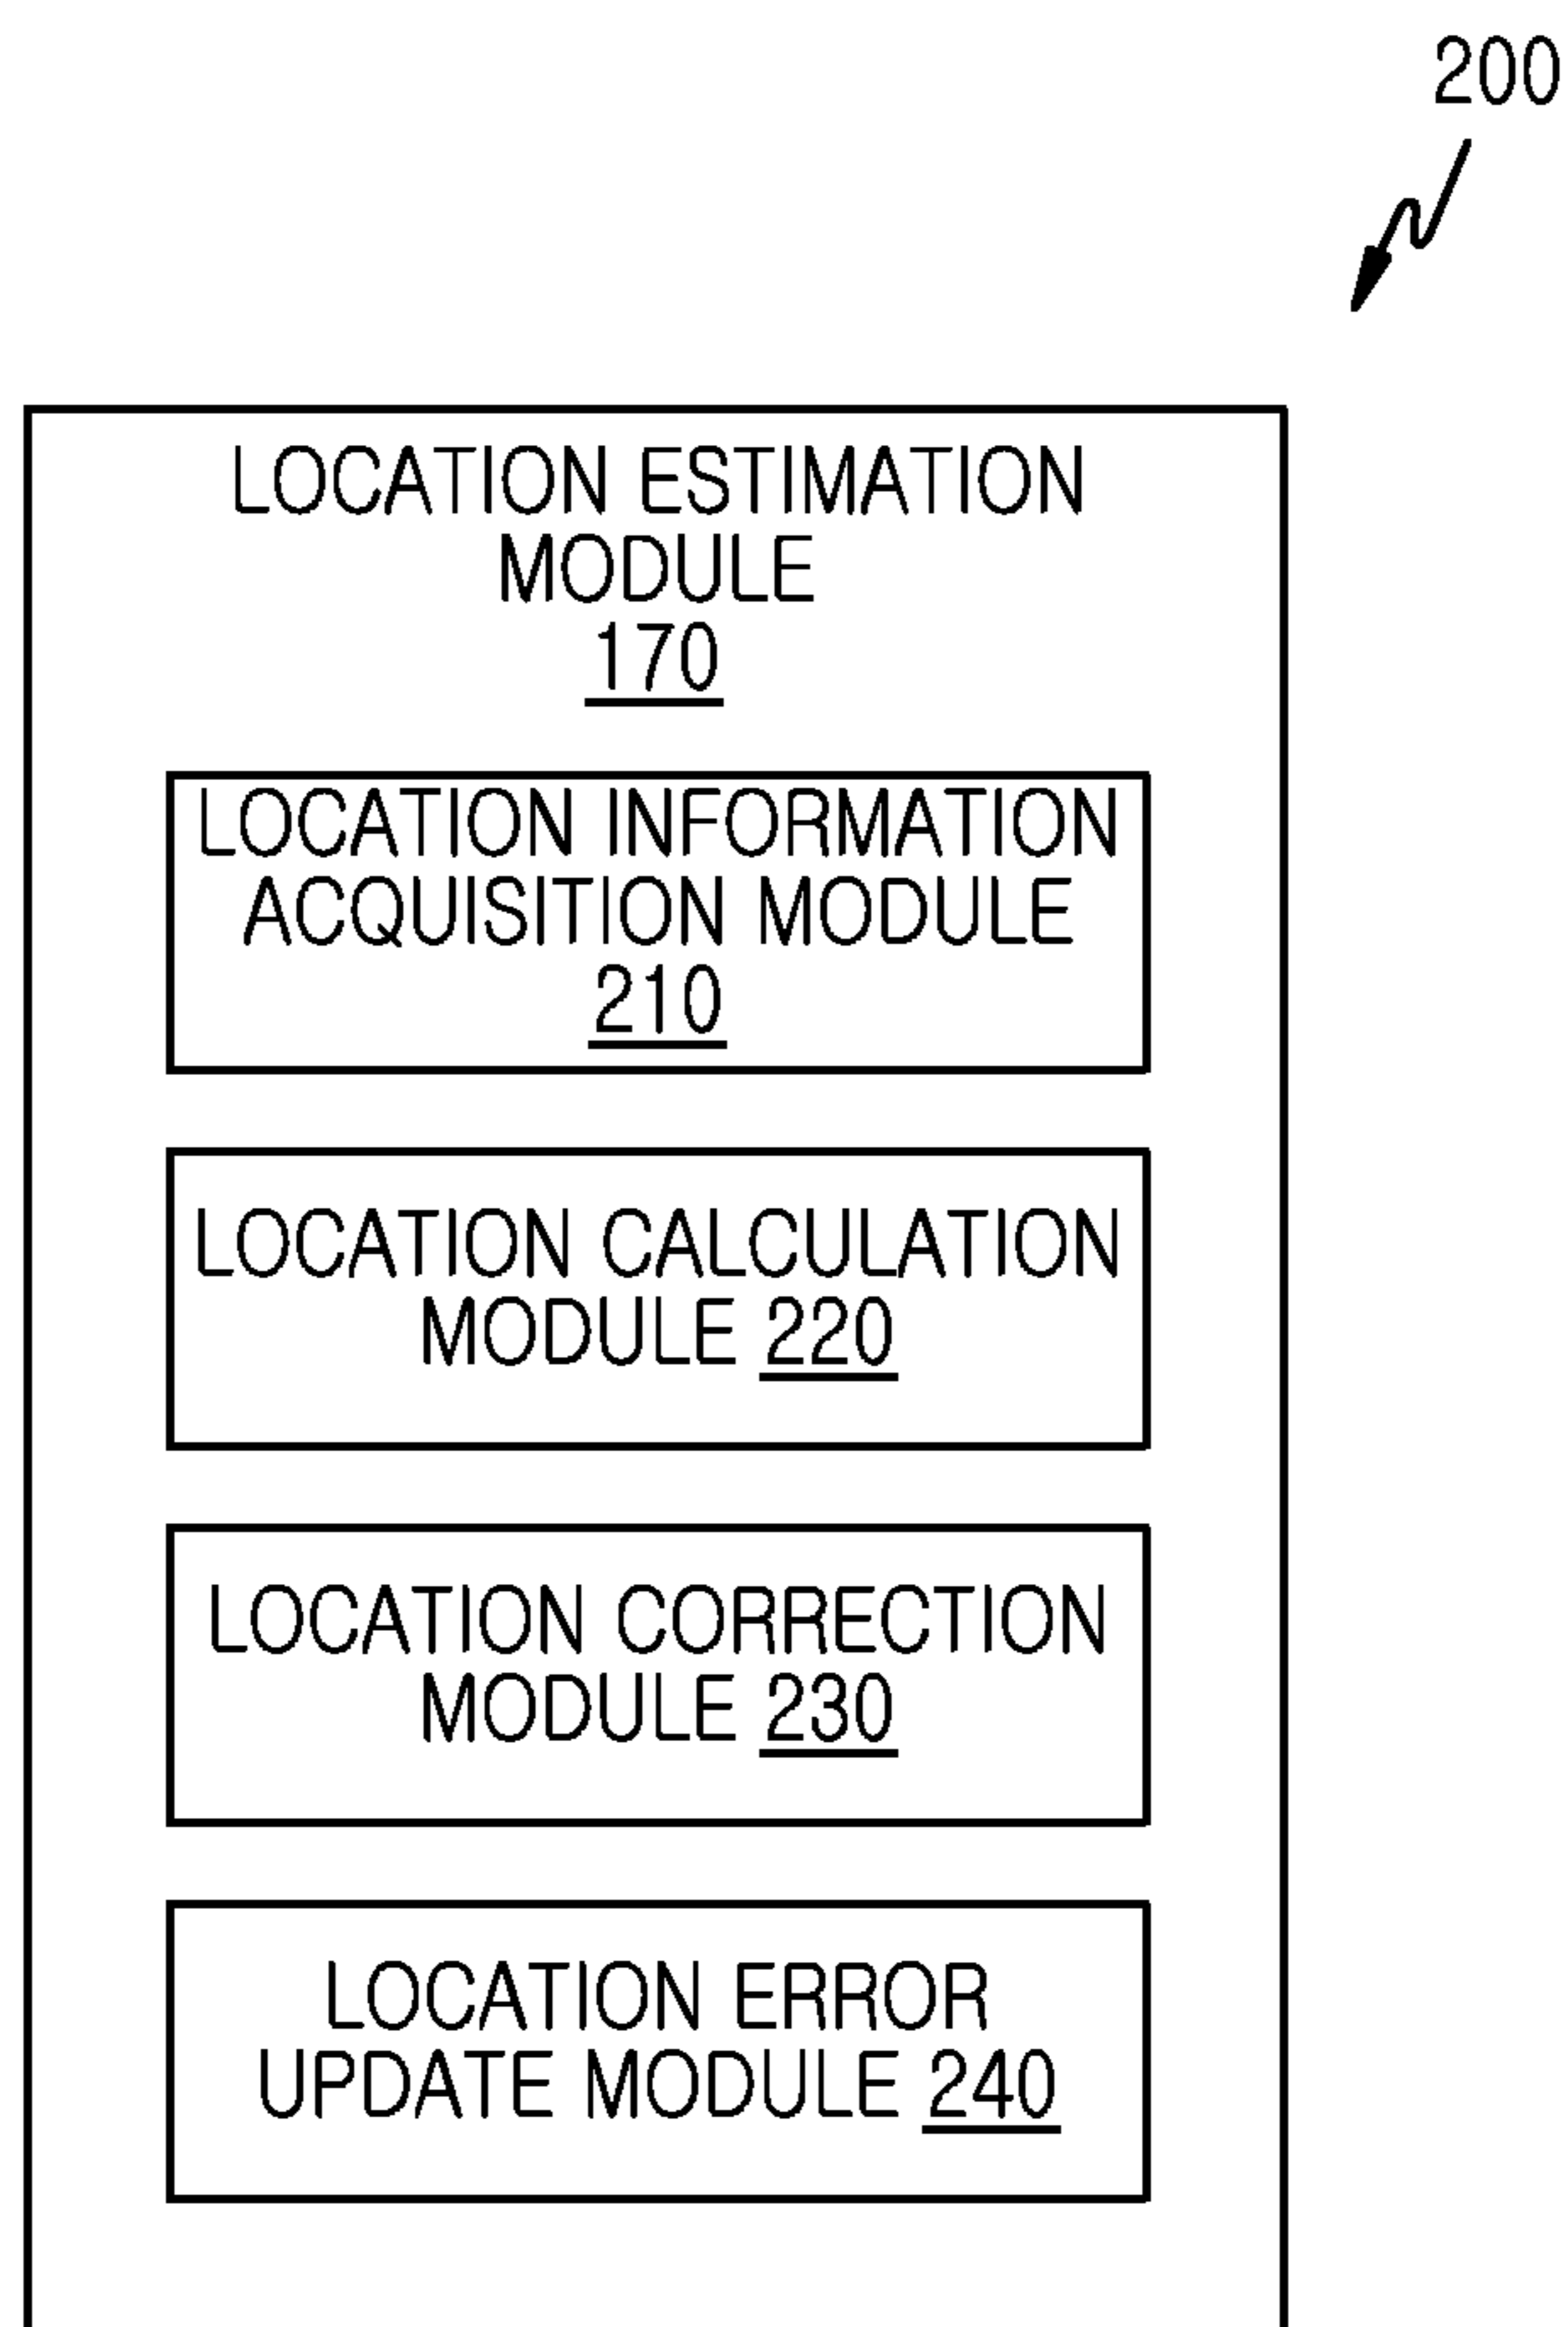 200
LOCATION ESTIMATION
MODULE
170
LOCATION INFORMATION
ACQUISITION MODULE
210
LOCATION CALCULATION
MODULE 220
LOCATION CORRECTION
MODULE 230
LOCATION ERROR
UPDATE MODULE 240